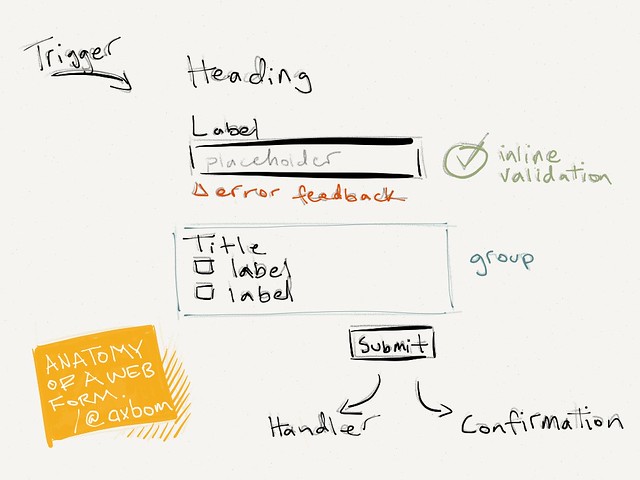 Trigger
Heading
Label
placeholder
inline
validation
error feedback
Title
label
label
group
Submit
ANATOMY
OF A WEB
FORM.
/@axbom
Handler
Confirmation